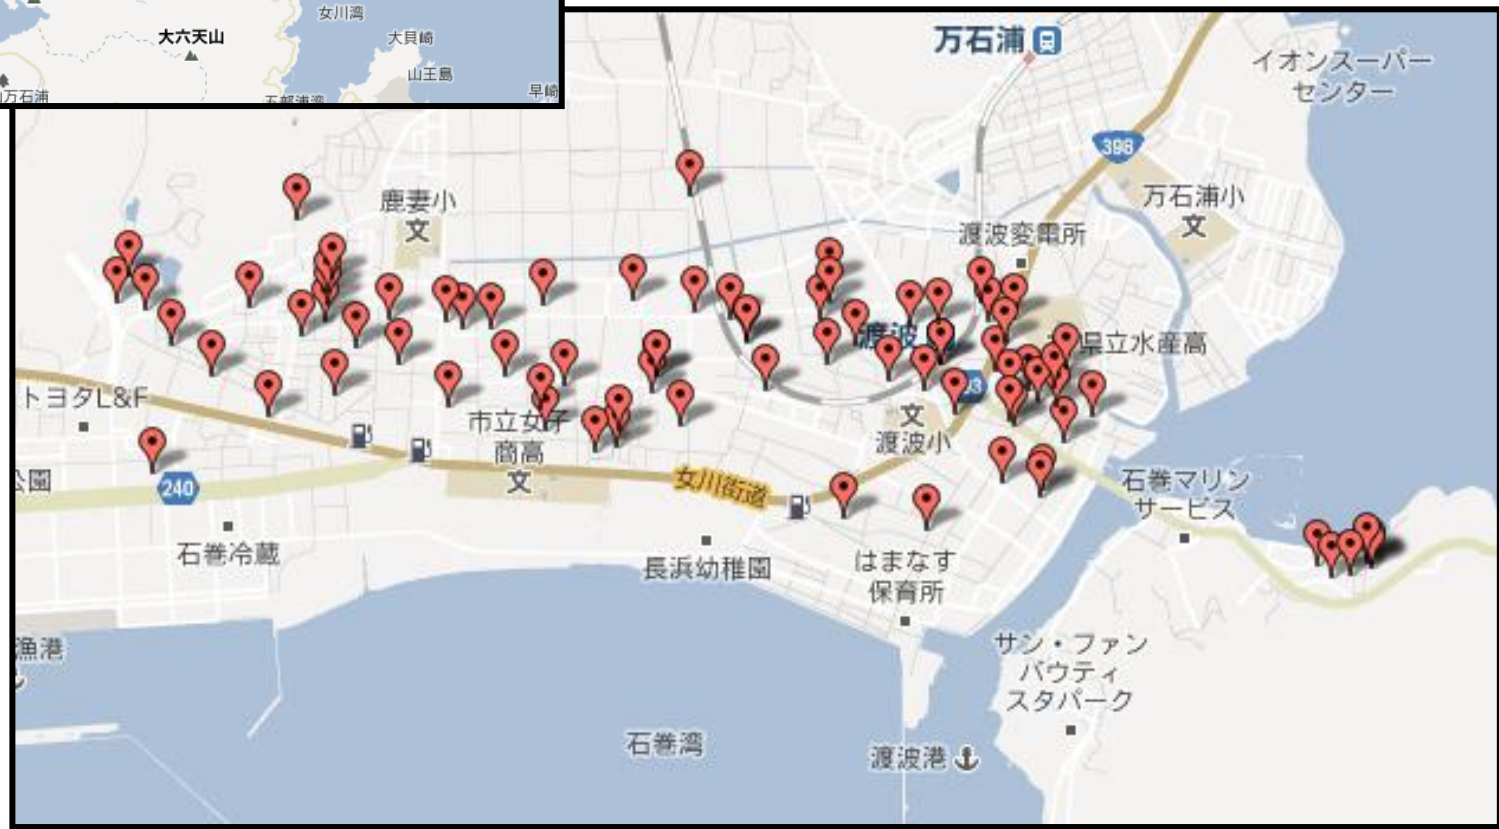 女川湾
大六天山
大貝崎
山王島
万石浦
早崎
五部浦湾
万石浦
イオンスーパー
センター
398
鹿妻小
文
万石浦小
文
渡波変電所
渡波
県立水産高
トヨタL&F
市立女子
商高
文
文
渡波小
公園
240
女川街道
石巻マリン
サービス
石巻冷蔵
長浜幼稚園
はまなす
保育所
漁港
サン・ファン
バウティ
スタパーク
石巻湾
渡波港